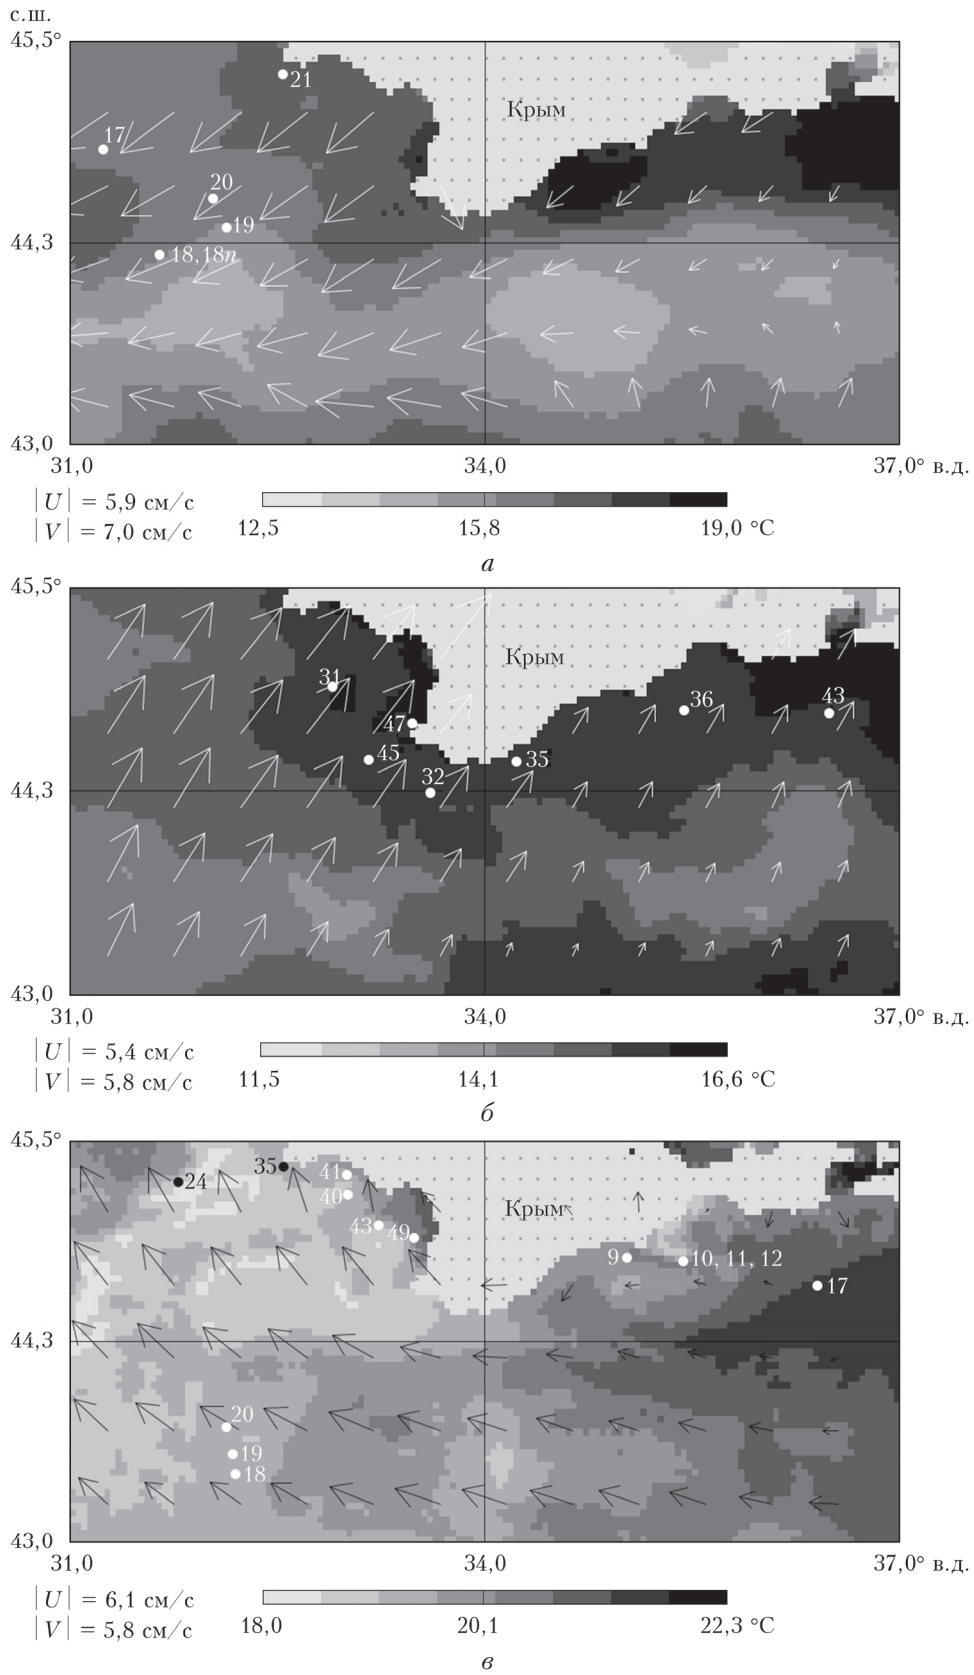 с.ш.
45,5°
21
Крым
17
20
19
44,3
18,18п
43,0
31,0 34,0 37,0° в.д.
|U| = 5,9 см/с
|V| = 7,0 см/с
12,5 15,8 19,0 °C
а
45,5°
Крым
31
36
43
47
45
35
32
44,3
43,0
31,0 34,0 37,0° в.д.
|U| = 5,4 см/с
|V| = 5,8 см/с
11,5 14,1 16,6 °C
б
45,5°
35
41
24
40
Крым
43
49
9
10, 11, 12
17
44,3
20
19
18
43,0
31,0 34,0 37,0° в.д.
|U| = 6,1 см/с
|V| = 5,8 см/с
18,0 20,1 22,3 °C
в